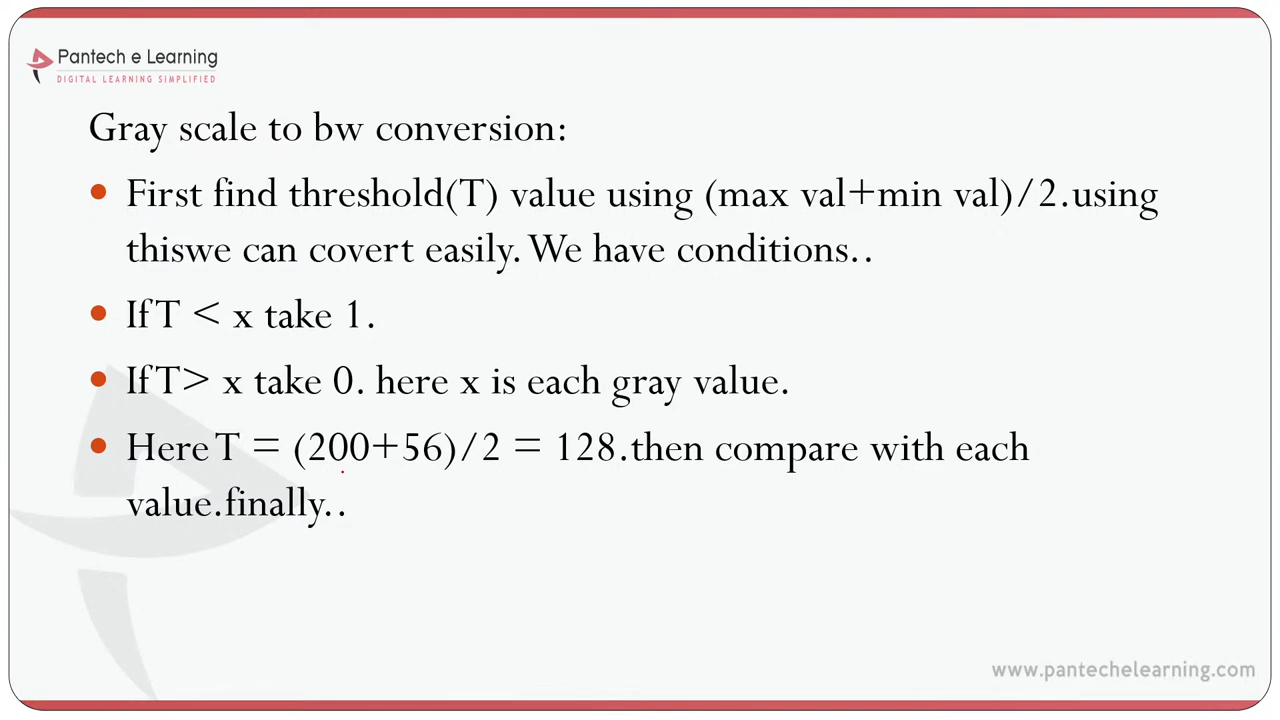 Pantech e Learning
DIGITAL LEARNING SIMPLIFIED
Gray scale to bw conversion:
• First find threshold(T) value using (max val+min val)/2.using
thiswe can covert easily. We have conditions..
• If T < x take 1.
• If T> x take 0. here x is each gray value.
• Here T = (200+56)/2 = 128.then compare with each
value.finally..
www.pantechelearning.com